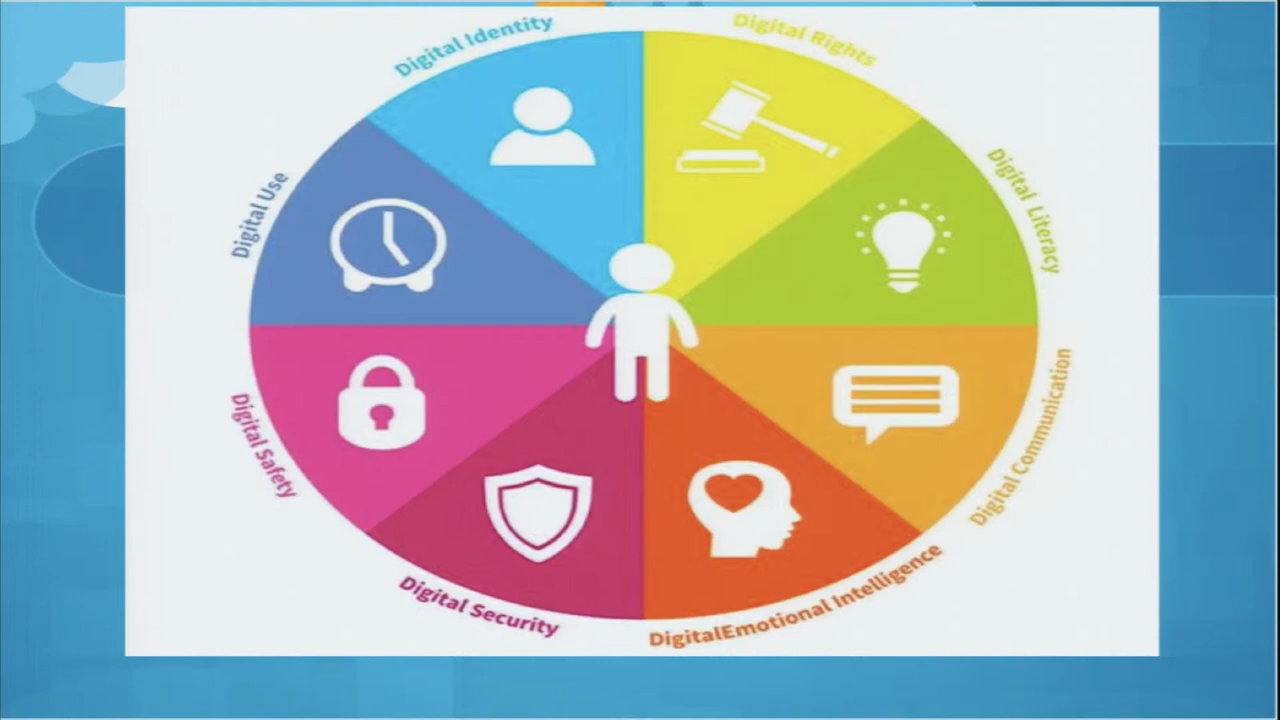 Digital Identity
Digital Rights
Digital Literacy
Digital Communication
DigitalEmotional Intelligence
Digital Security
Digital Safety
Digital Use